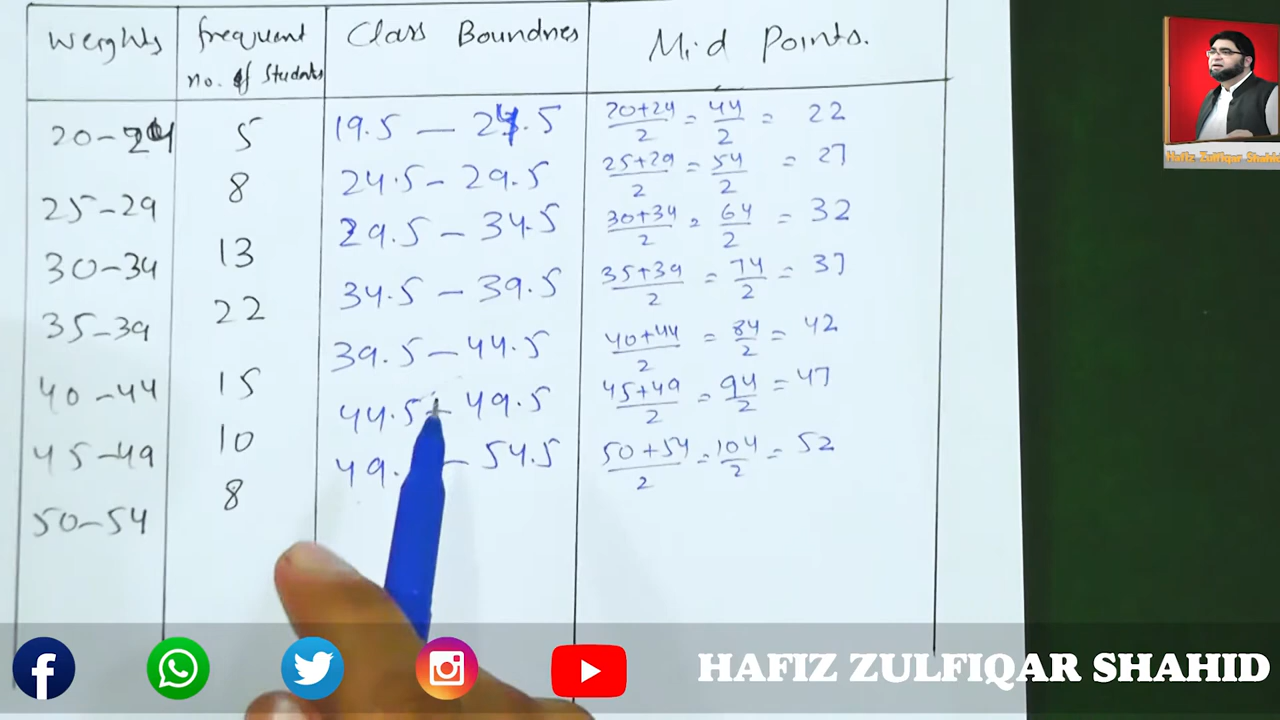 Weights frequent Class Boundries Mid Points.
no. of Students
20-24 5 19.5 — 24.5 20+24/2 = 44/2 = 22
25-29 8 24.5 - 29.5 25+29/2 = 54/2 = 27
30-34 13 29.5 - 34.5 30+34/2 = 64/2 = 32
35-39 22 34.5 - 39.5 35+39/2 = 74/2 = 37
40-44 15 39.5 - 44.5 40+44/2 = 84/2 = 42
45-49 10 44.5 - 49.5 45+49/2 = 94/2 = 47
50-54 8 49. - 54.5 50+54/2 = 104/2 = 52
Hafiz Zulfiqar Shahid
HAFIZ ZULFIQAR SHAHID